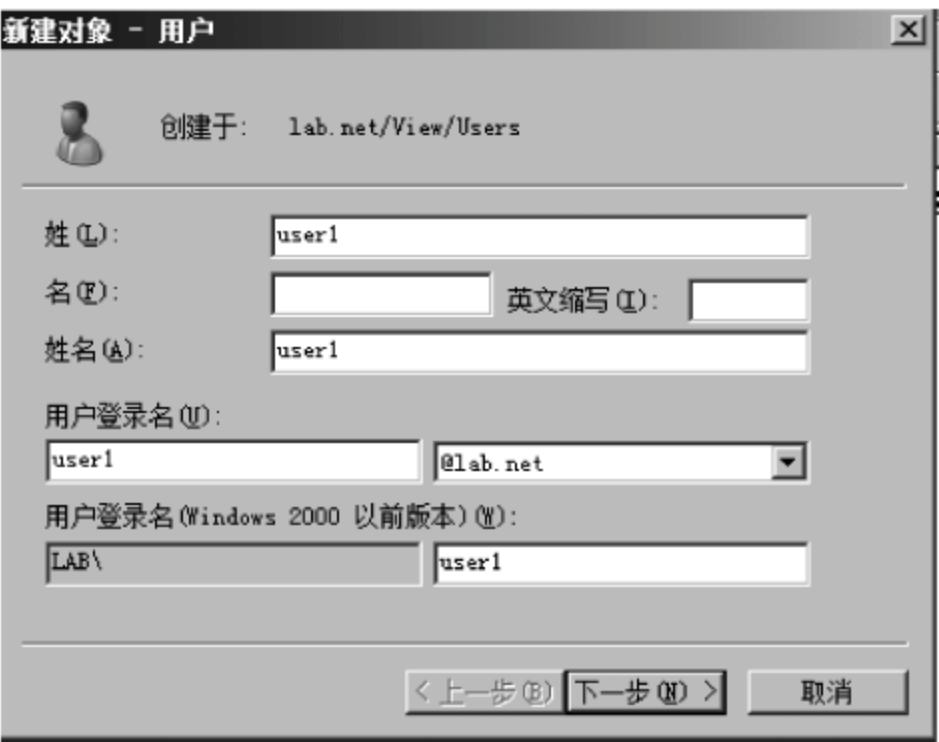 新建对象 - 用户
创建于: lab.net/View/Users
姓(L): user1
名(F): 英文缩写(I):
姓名(A): user1
用户登录名(U):
user1 @lab.net
用户登录名(Windows 2000 以前版本)(W):
LAB\ user1
< 上一步(B) 下一步(N) > 取消